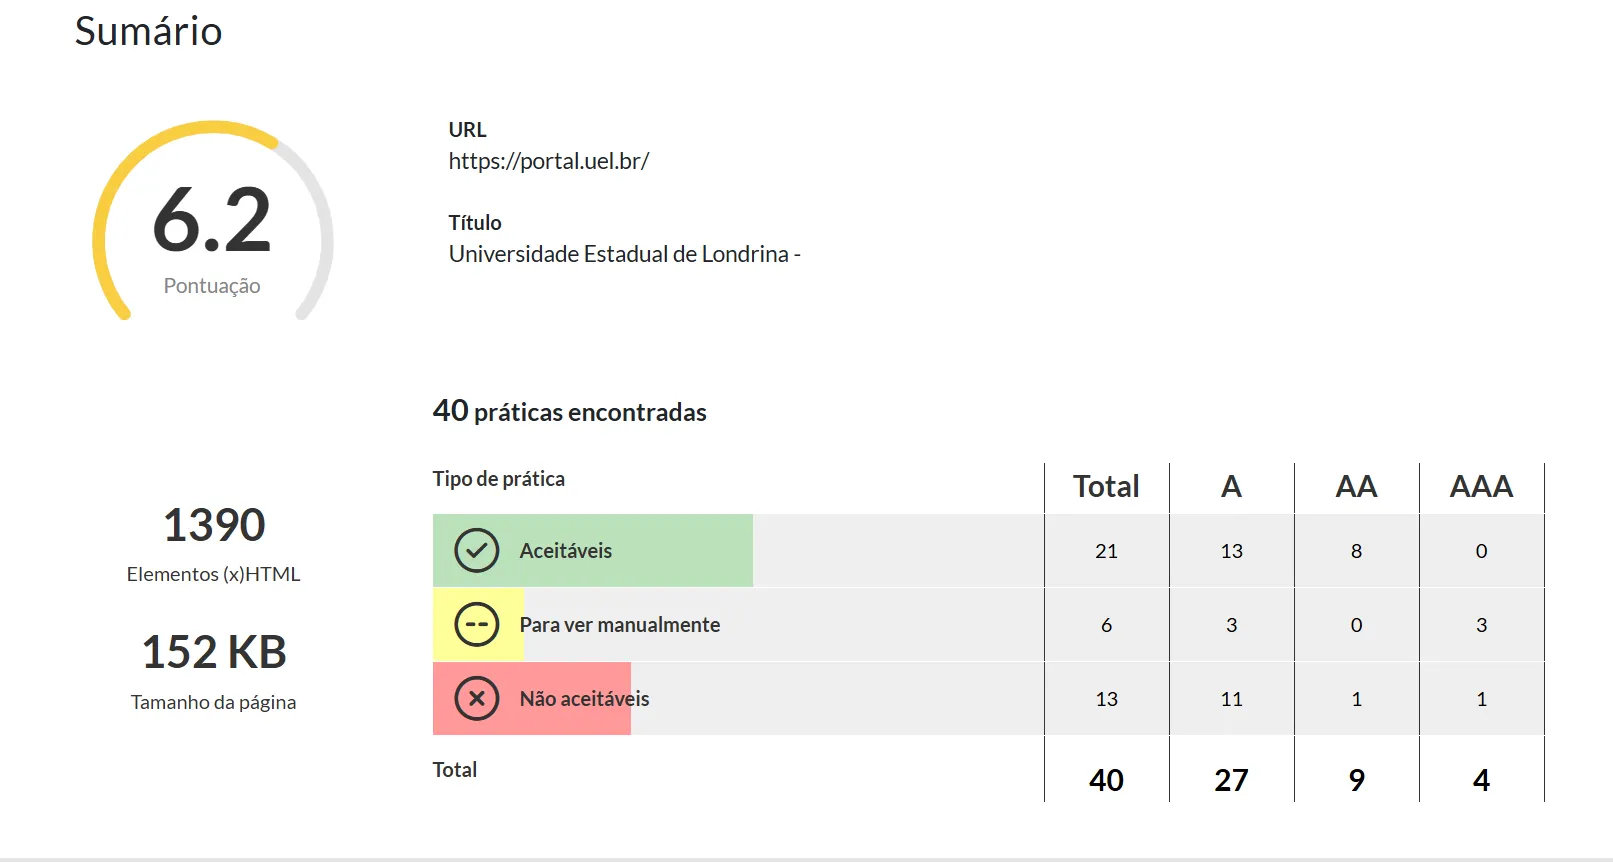 Sumário
6.2
Pontuação
URL
https://portal.uel.br/
Título
Universidade Estadual de Londrina -
1390
Elementos (x)HTML
152 KB
Tamanho da página
40 práticas encontradas
Tipo de prática Total A AA AAA
Aceitáveis 21 13 8 0
Para ver manualmente 6 3 0 3
Não aceitáveis 13 11 1 1
Total 40 27 9 4